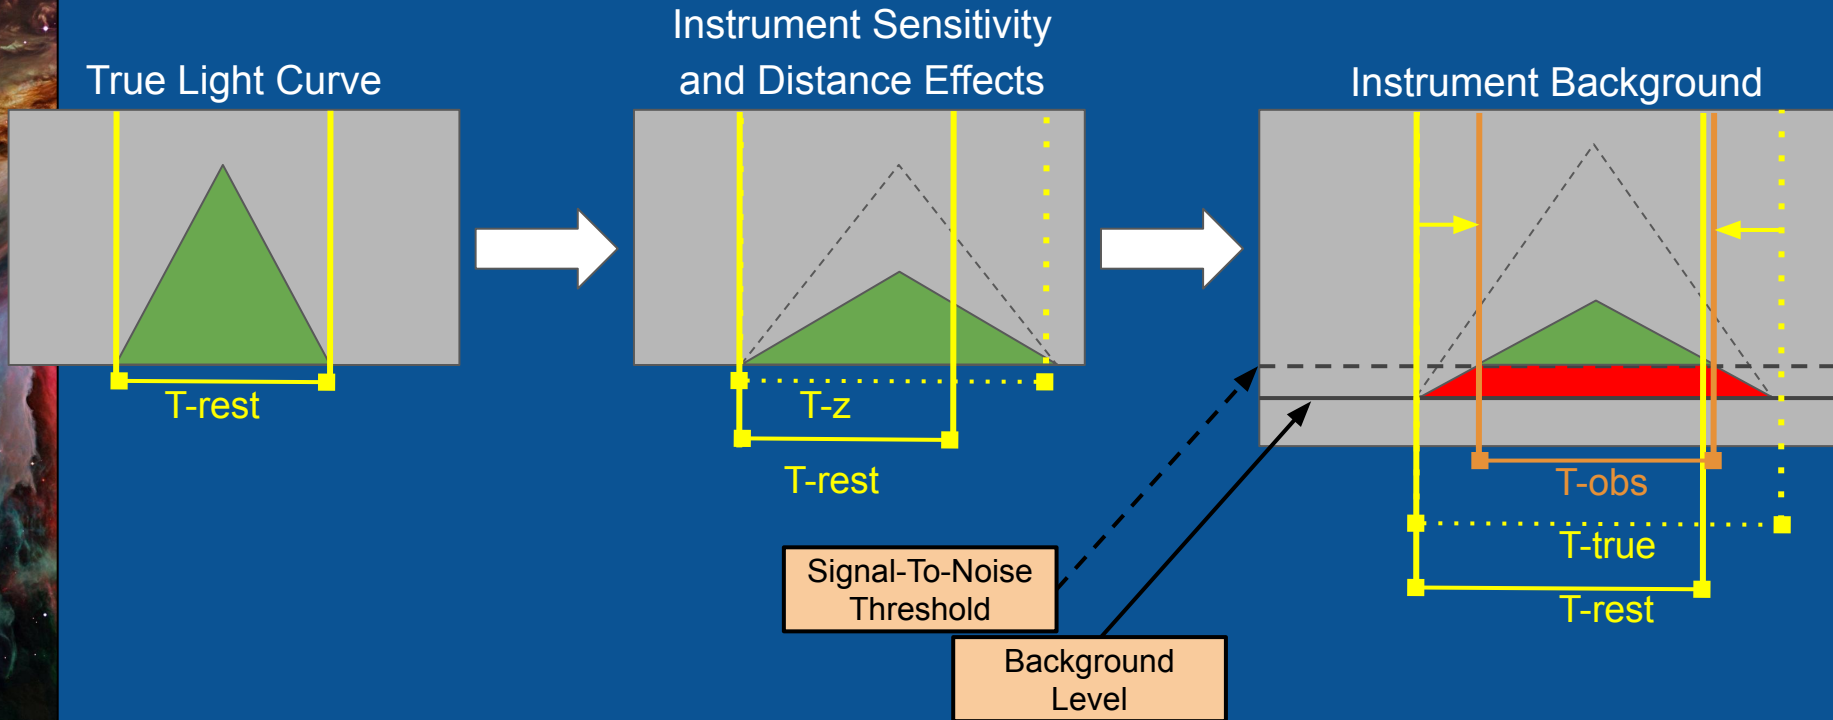 True Light Curve
Instrument Sensitivity
and Distance Effects
Instrument Background
T-rest
T-z
T-rest
T-obs
T-true
T-rest
Signal-To-Noise
Threshold
Background
Level